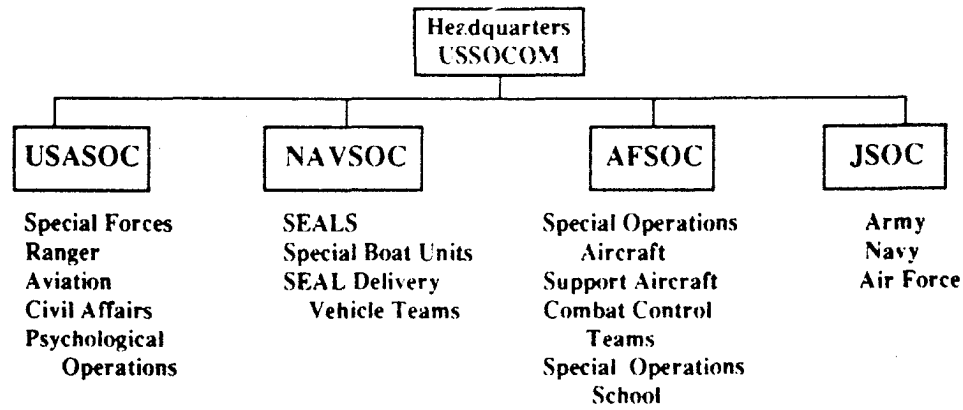 Headquarters
USSOCOM
USASOC
NAVSOC
AFSOC
JSOC
Special Forces
Ranger
Aviation
Civil Affairs
Psychological
Operations
SEALS
Special Boat Units
SEAL Delivery
Vehicle Teams
Special Operations
Aircraft
Support Aircraft
Combat Control
Teams
Special Operations
School
Army
Navy
Air Force